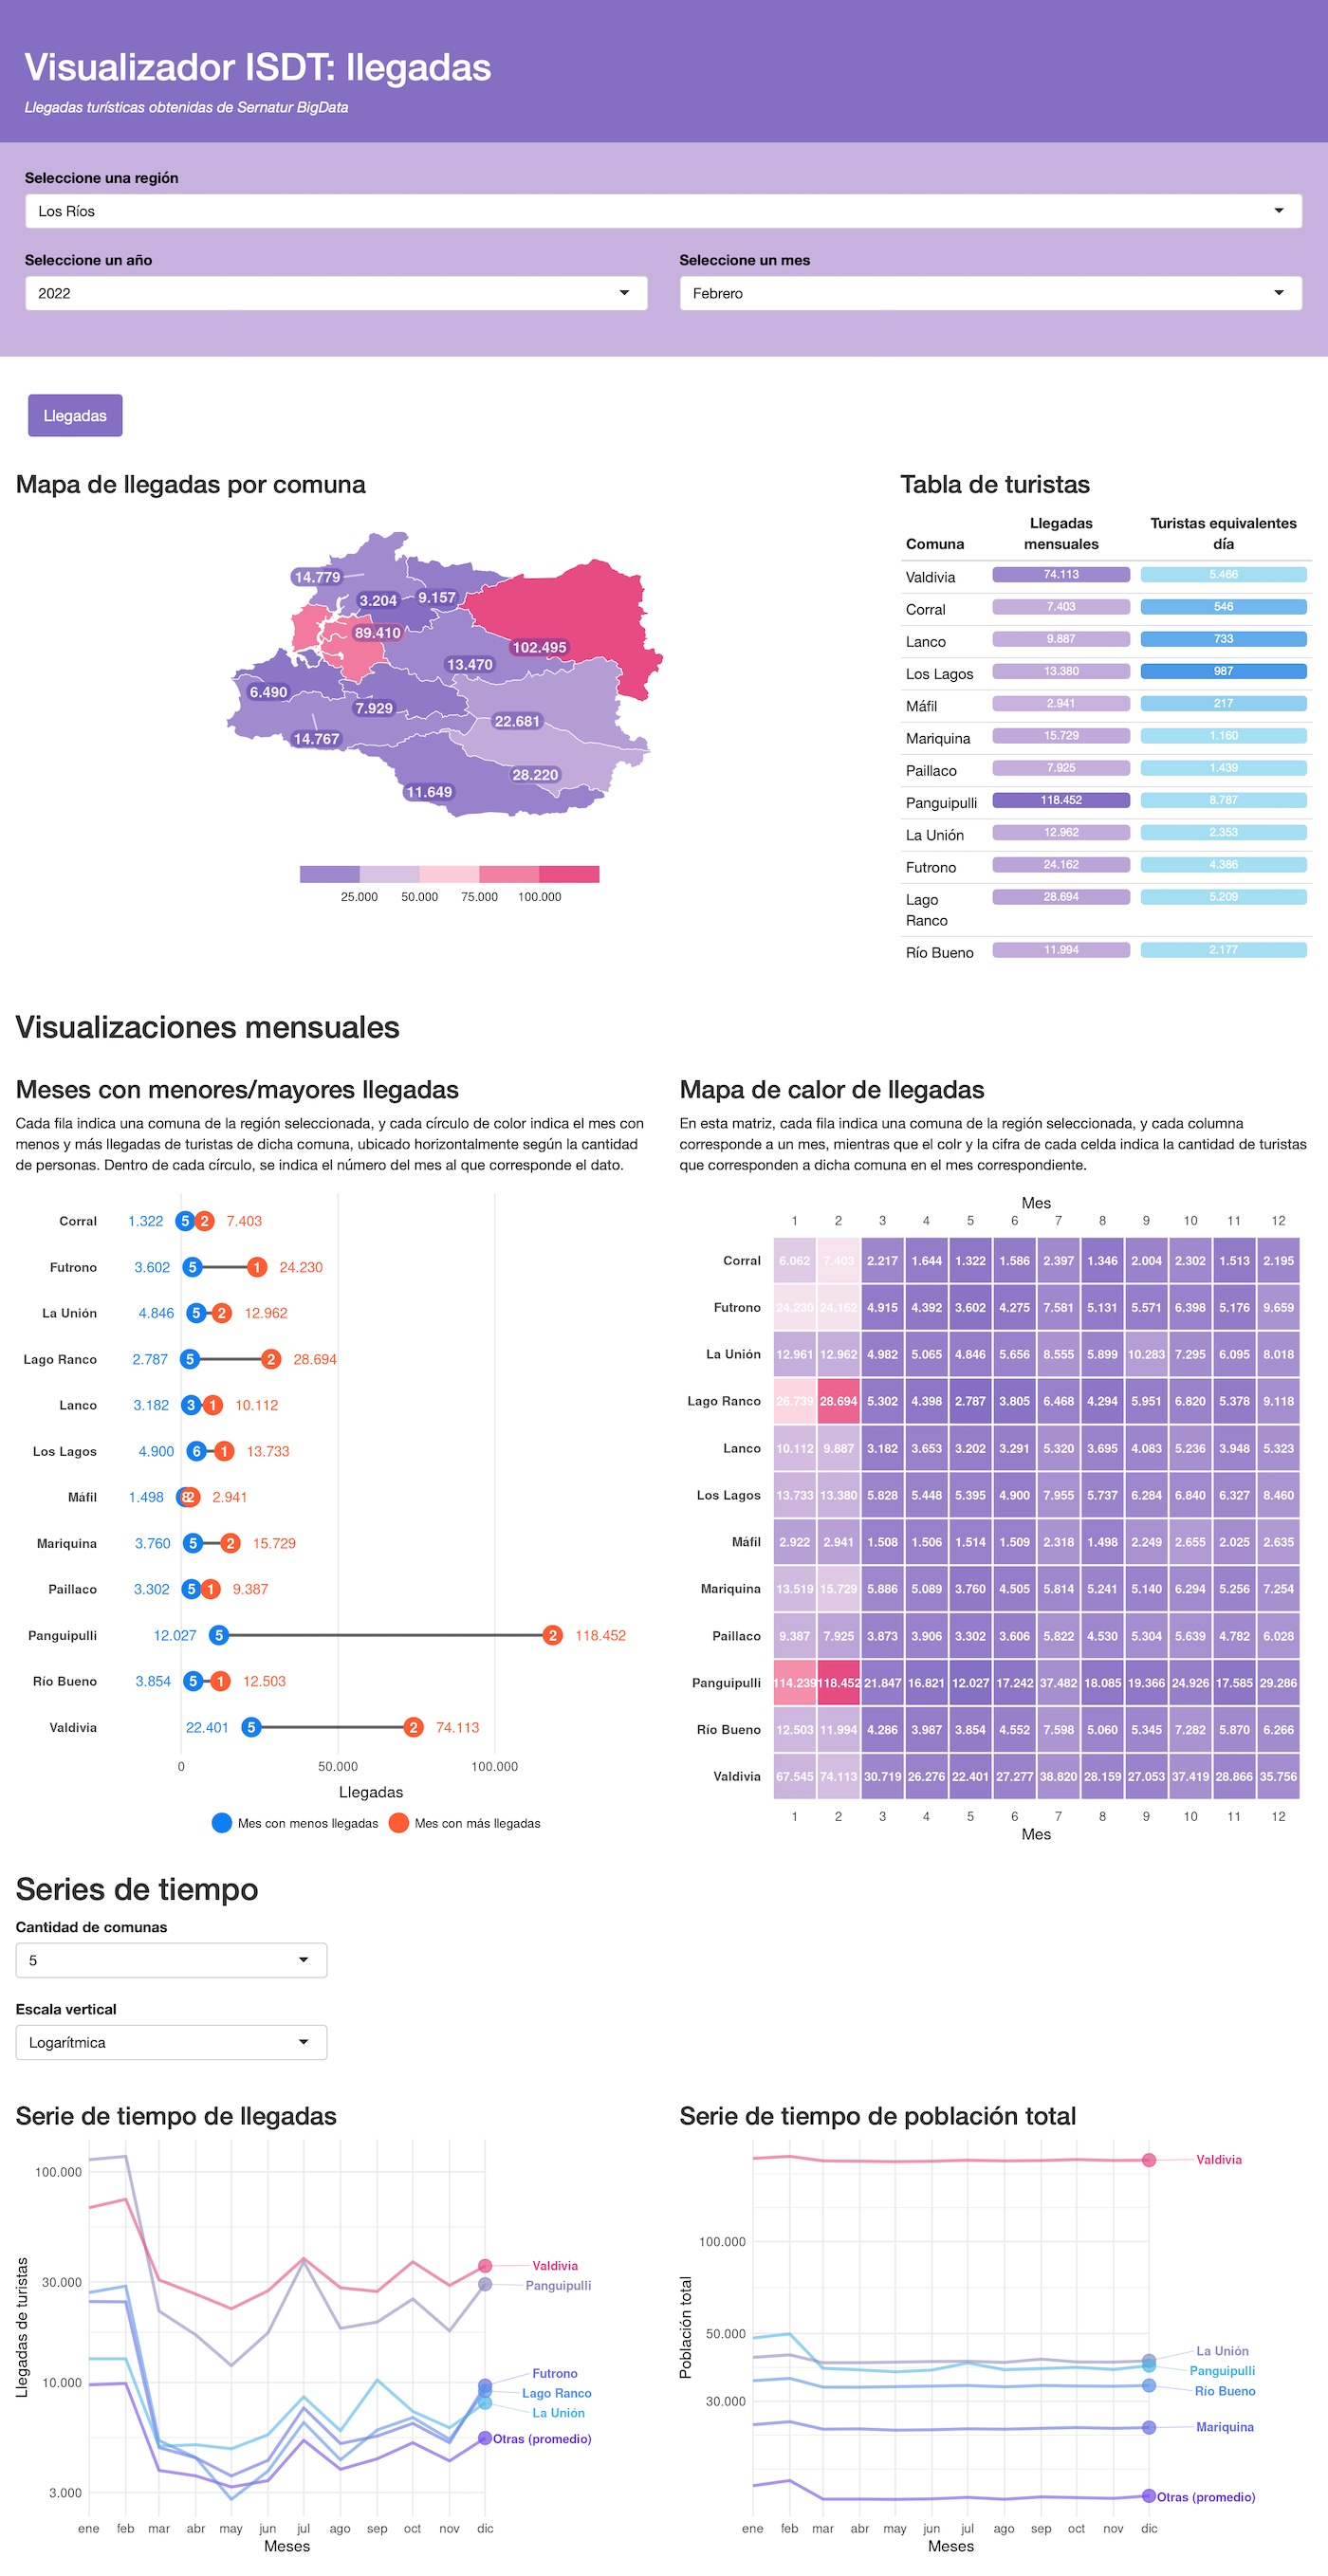 Visualizador ISDT: llegadas
Llegadas turísticas obtenidas de Sernatur BigData
Seleccione una región
Los Ríos
Seleccione un año
Seleccione un mes
2022
Febrero
Llegadas
Mapa de llegadas por comuna
14.779
3.204
9.157
89.410
102.495
13.470
6.490
7.929
22.681
14.767
28.220
11.649
25.000 50.000 75.000 100.000
Tabla de turistas
Comuna Llegadas mensuales Turistas equivalentes día
Valdivia 74.113 5.466
Corral 7.403 546
Lanco 9.887 733
Los Lagos 13.380 987
Máfil 2.941 217
Mariquina 15.729 1.160
Paillaco 7.925 1.439
Panguipulli 118.452 8.787
La Unión 12.962 2.353
Futrono 24.162 4.386
Lago Ranco 28.694 5.209
Río Bueno 11.994 2.177
Visualizaciones mensuales
Meses con menores/mayores llegadas
Cada fila indica una comuna de la región seleccionada, y cada círculo de color indica el mes con
menos y más llegadas de turistas de dicha comuna, ubicado horizontalmente según la cantidad
de personas. Dentro de cada círculo, se indica el número del mes al que corresponde el dato.
Corral 1.322 5 2 7.403
Futrono 3.602 5 1 24.230
La Unión 4.846 5 2 12.962
Lago Ranco 2.787 5 2 28.694
Lanco 3.182 3 1 10.112
Los Lagos 4.900 6 1 13.733
Máfil 1.498 8 2 2.941
Mariquina 3.760 5 2 15.729
Paillaco 3.302 5 1 9.387
Panguipulli 12.027 5 2 118.452
Río Bueno 3.854 5 1 12.503
Valdivia 22.401 5 2 74.113
0 50.000 100.000
Llegadas
Mes con menos llegadas Mes con más llegadas
Mapa de calor de llegadas
En esta matriz, cada fila indica una comuna de la región seleccionada, y cada columna
corresponde a un mes, mientras que el colr y la cifra de cada celda indica la cantidad de turistas
que corresponden a dicha comuna en el mes correspondiente.
Mes
1 2 3 4 5 6 7 8 9 10 11 12
Corral 6.062 7.403 2.217 1.644 1.322 1.586 2.397 1.346 2.004 2.302 1.513 2.195
Futrono 24.230 24.162 4.915 4.392 3.602 4.275 7.581 5.131 5.571 6.398 5.176 9.659
La Unión 12.961 12.962 4.982 5.065 4.846 5.656 8.555 5.899 10.283 7.295 6.095 8.018
Lago Ranco 26.739 28.694 5.302 4.398 2.787 3.805 6.468 4.294 5.951 6.820 5.378 9.118
Lanco 10.112 9.887 3.182 3.653 3.202 3.291 5.320 3.695 4.083 5.236 3.948 5.323
Los Lagos 13.733 13.380 5.828 5.448 5.395 4.900 7.955 5.737 6.284 6.840 6.327 8.460
Máfil 2.922 2.941 1.508 1.506 1.514 1.509 2.318 1.498 2.249 2.655 2.025 2.635
Mariquina 13.519 15.729 5.886 5.089 3.760 4.505 5.814 5.241 5.140 6.294 5.256 7.254
Paillaco 9.387 7.925 3.873 3.906 3.302 3.606 5.822 4.530 5.304 5.639 4.782 6.028
Panguipulli 114.239 118.452 21.847 16.821 12.027 17.242 37.482 18.085 19.366 24.926 17.585 29.286
Río Bueno 12.503 11.994 4.286 3.987 3.854 4.552 7.598 5.060 5.345 7.282 5.870 6.266
Valdivia 67.545 74.113 30.719 26.276 22.401 27.277 38.820 28.159 27.053 37.419 28.866 35.756
1 2 3 4 5 6 7 8 9 10 11 12
Mes
Series de tiempo
Cantidad de comunas
5
Escala vertical
Logarítmica
Serie de tiempo de llegadas
Llegadas de turistas
100.000
30.000
10.000
3.000
Valdivia
Panguipulli
Futrono
Lago Ranco
La Unión
Otras (promedio)
ene feb mar abr may jun jul ago sep oct nov dic
Meses
Serie de tiempo de población total
Población total
100.000
50.000
30.000
Valdivia
La Unión
Panguipulli
Río Bueno
Mariquina
Otras (promedio)
ene feb mar abr may jun jul ago sep oct nov dic
Meses